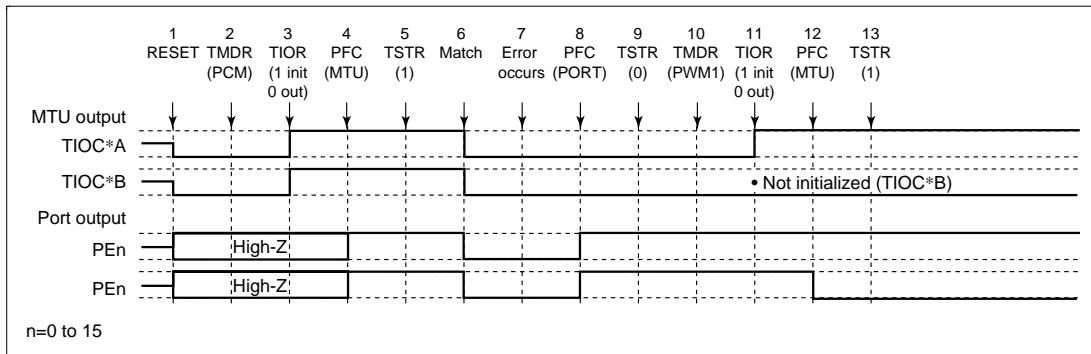 1 2 3 4 5 6 7 8 9 10 11 12 13
RESET TMDR TIOR PFC TSTR Match Error PFC TSTR TMDR TIOR PFC TSTR
(PCM) (1 init (MTU) (1) occurs (PORT) (0) (PWM1) (1 init (MTU) (1)
0 out) 0 out)
MTU output
TIOC*A
TIOC*B
• Not initialized (TIOC*B)
Port output
PEn
High-Z
PEn
High-Z
n=0 to 15